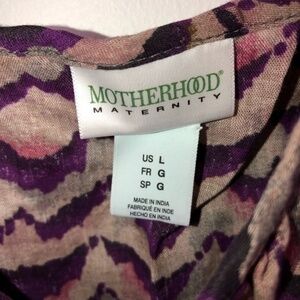 MOTHERHOOD®
MATERNITY
US L
FR G
SP G
MADE IN INDIA
FABRIQUÉ EN INDE
HECHO EN INDIA